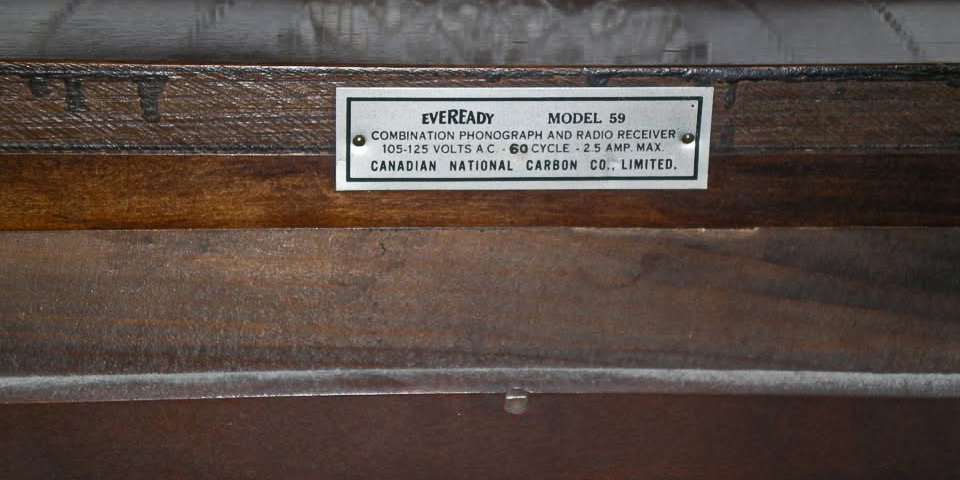 EVEREADY MODEL 59
COMBINATION PHONOGRAPH AND RADIO RECEIVER
105-125 VOLTS A.C. - 60 CYCLE - 2.5 AMP. MAX.
CANADIAN NATIONAL CARBON CO., LIMITED.